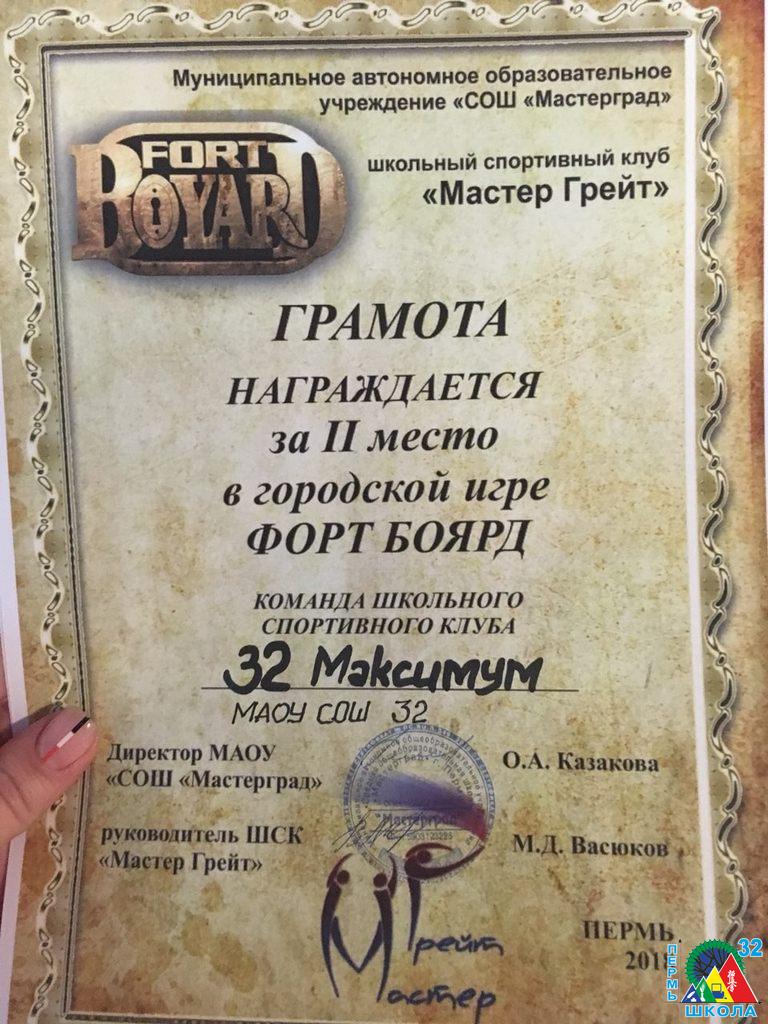 Муниципальное автономное образовательное
учреждение «СОШ «Мастерград»
FORT
BOYARD
школьный спортивный клуб
«Мастер Грейт»
ГРАМОТА
НАГРАЖДАЕТСЯ
за II место
в городской игре
ФОРТ БОЯРД
КОМАНДА ШКОЛЬНОГО
СПОРТИВНОГО КЛУБА
32 Максимум
МАОУ СОШ 32
Директор МАОУ
«СОШ «Мастерград»
О.А. Казакова
"Мастерград"
руководитель ШСК
«Мастер Грейт»
М.Д. Васюков
Грейт
Мастер
ПЕРМЬ
2018
ПЕРМЬ
32
ШКОЛА